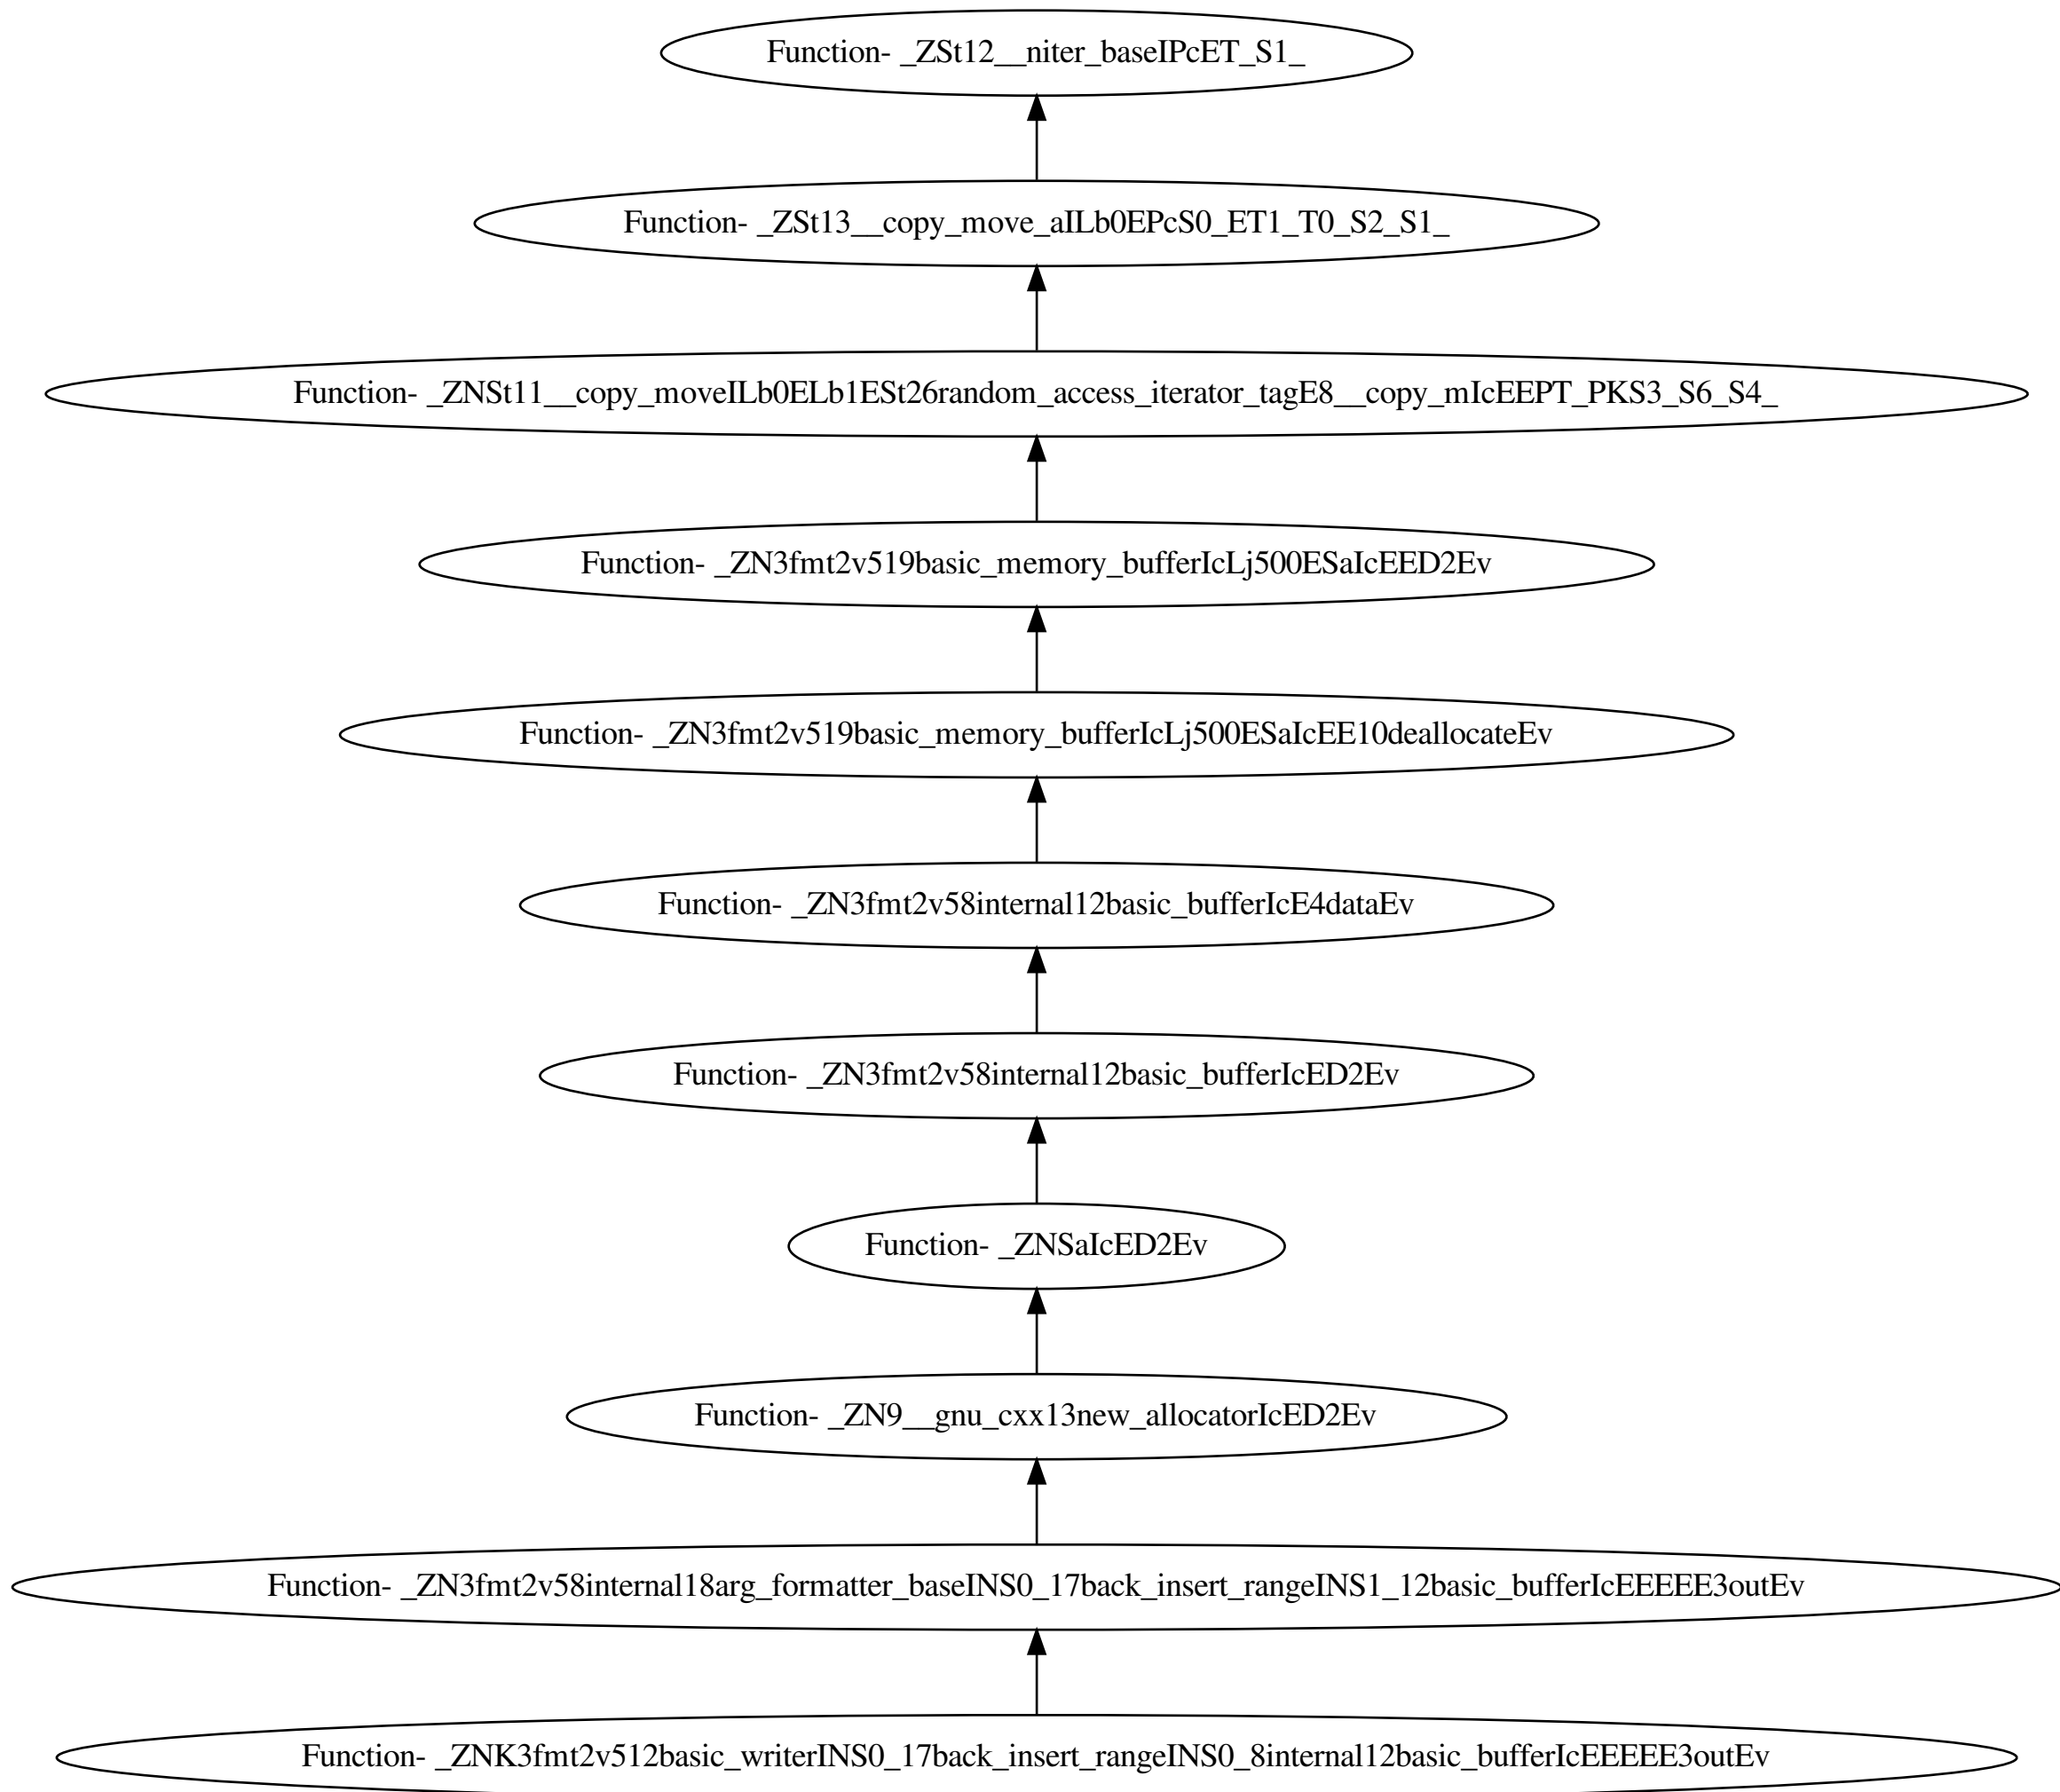 Function- _ZSt12__niter_baseIPcET_S1_
Function- _ZSt13__copy_move_aILb0EPcS0_ET1_T0_S2_S1_
Function- _ZNSt11__copy_moveILb0ELb1ESt26random_access_iterator_tagE8__copy_mIcEEPT_PKS3_S6_S4_
Function- _ZN3fmt2v519basic_memory_bufferIcLj500ESaIcEED2Ev
Function- _ZN3fmt2v519basic_memory_bufferIcLj500ESaIcEE10deallocateEv
Function- _ZN3fmt2v58internal12basic_bufferIcE4dataEv
Function- _ZN3fmt2v58internal12basic_bufferIcED2Ev
Function- _ZNSaIcED2Ev
Function- _ZN9__gnu_cxx13new_allocatorIcED2Ev
Function- _ZN3fmt2v58internal18arg_formatter_baseINS0_17back_insert_rangeINS1_12basic_bufferIcEEEEE3outEv
Function- _ZNK3fmt2v512basic_writerINS0_17back_insert_rangeINS0_8internal12basic_bufferIcEEEEE3outEv